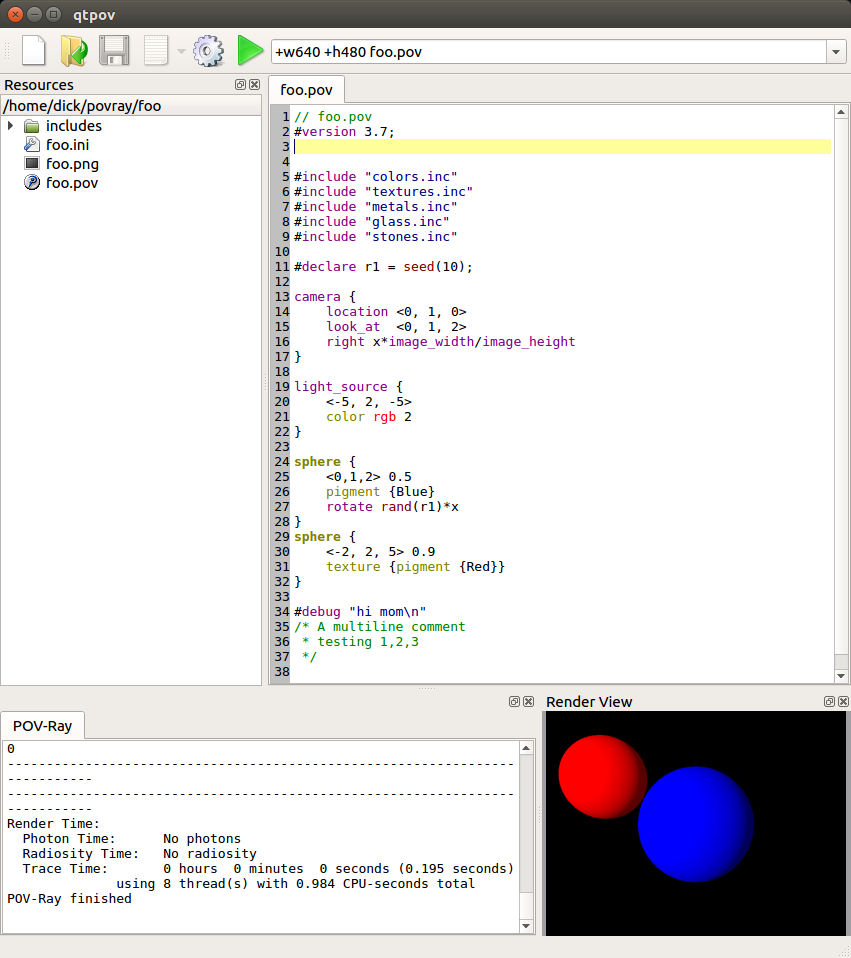 qtpov
+w640 +h480 foo.pov
Resources
/home/dick/povray/foo
includes
foo.ini
foo.png
foo.pov
foo.pov
1 // foo.pov
2 #version 3.7;
3
4
5 #include "colors.inc"
6 #include "textures.inc"
7 #include "metals.inc"
8 #include "glass.inc"
9 #include "stones.inc"
10
11 #declare r1 = seed(10);
12
13 camera {
14     location <0, 1, 0>
15     look_at  <0, 1, 2>
16     right x*image_width/image_height
17 }
18
19 light_source {
20     <-5, 2, -5>
21     color rgb 2
22 }
23
24 sphere {
25     <0,1,2> 0.5
26     pigment {Blue}
27     rotate rand(r1)*x
28 }
29 sphere {
30     <-2, 2, 5> 0.9
31     texture {pigment {Red}}
32 }
33
34 #debug "hi mom\n"
35 /* A multiline comment
36  * testing 1,2,3
37  */
38
POV-Ray
0
-----------------------------------------------------------------
-----------
-----------------------------------------------------------------
-----------
Render Time:
  Photon Time:      No photons
  Radiosity Time:   No radiosity
  Trace Time:       0 hours  0 minutes  0 seconds (0.195 seconds)
              using 8 thread(s) with 0.984 CPU-seconds total
POV-Ray finished
Render View